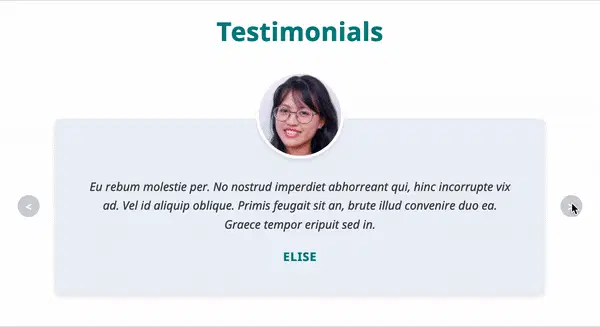 Testimonials
Eu rebum molestie per. No nostrud imperdiet abhorreant qui, hinc incorrupte vix
ad. Vel id aliquip oblique. Primis feugait sit an, brute illud convenire duo ea.
Graece tempor eripuit sed in.
ELISE
<